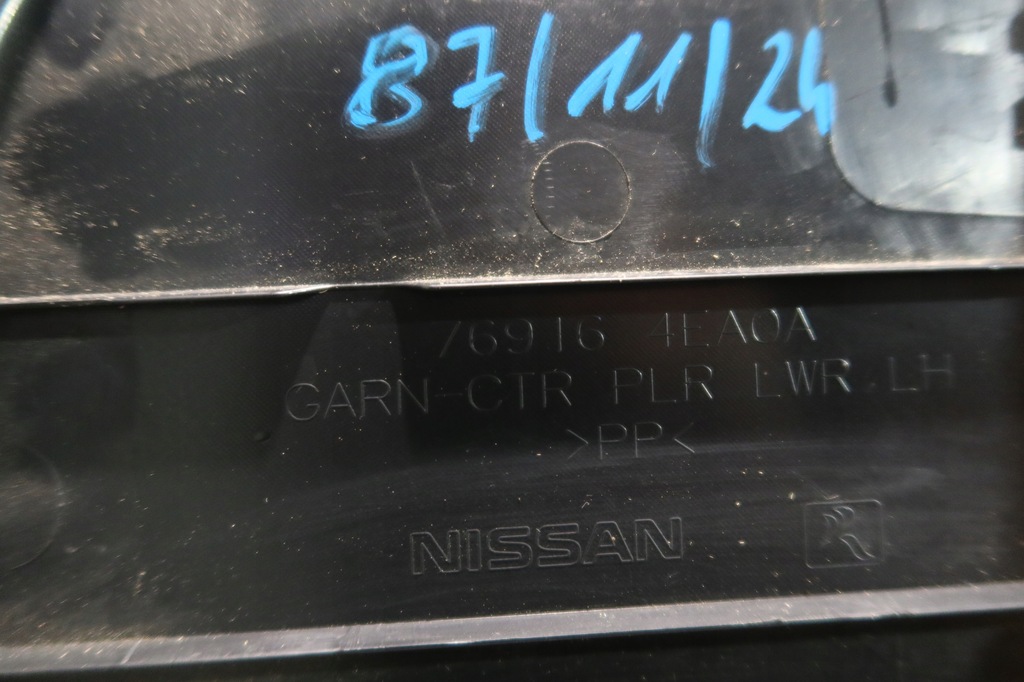 87/11/24
76916 4EA0A
GARN-CTR PLR LWR LH
>PP<
NISSAN